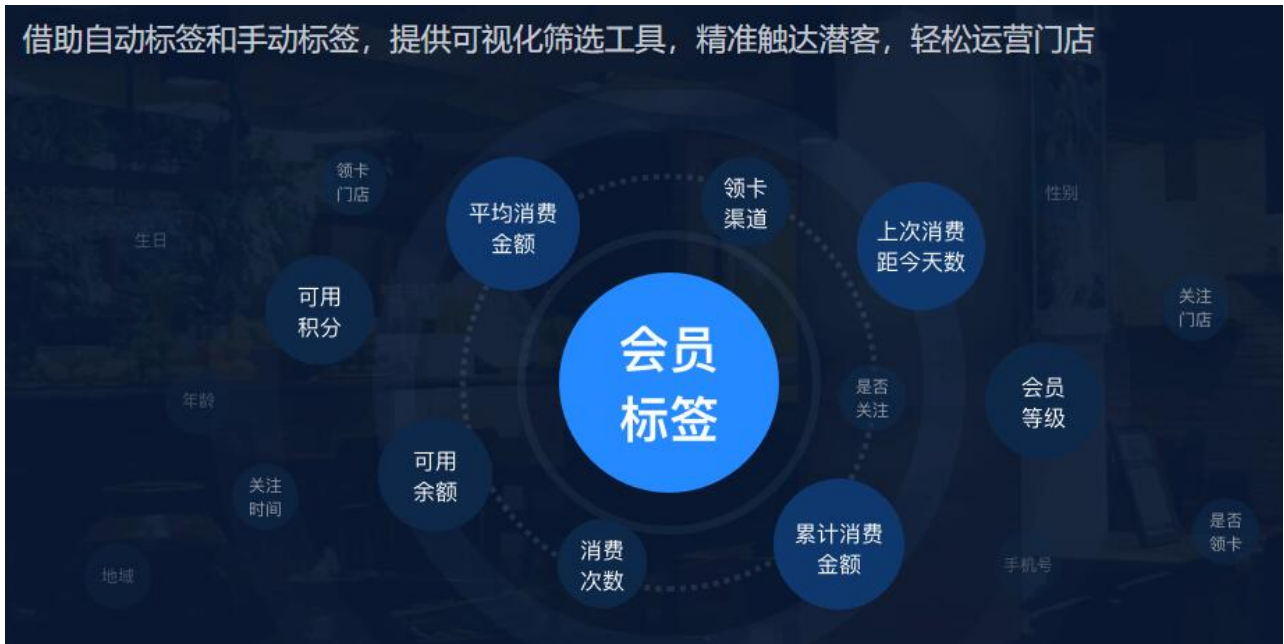 借助自动标签和手动标签，提供可视化筛选工具，精准触达潜客，轻松运营门店
领卡
门店
平均消费
金额
领卡
渠道
上次消费
距今天数
性别
生日
可用
积分
会员
标签
关注
门店
年龄
是否
关注
会员
等级
可用
余额
关注
时间
消费
次数
累计消费
金额
是否
领卡
地域
手机号